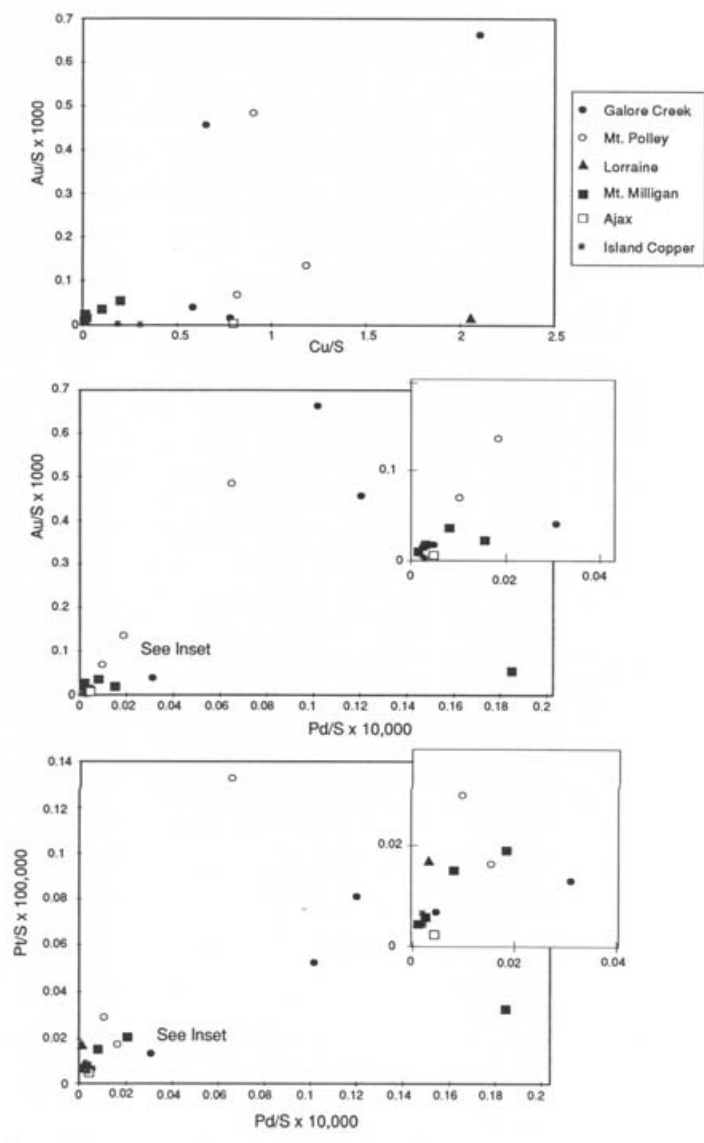 0.7
0.6
0.5
0.4
0.3
0.2
0.1
0
Au/S x 1000
0 0.5 1 1.5 2 2.5
Cu/S
Galore Creek
Mt. Polley
Lorraine
Mt. Milligan
Ajax
Island Copper
0.7
0.6
0.5
0.4
0.3
0.2
0.1
0
Au/S x 1000
0.1
0
0 0.02 0.04
See Inset
0 0.02 0.04 0.06 0.08 0.1 0.12 0.14 0.16 0.18 0.2
Pd/S x 10,000
0.14
0.12
0.1
0.08
0.06
0.04
0.02
0
Pt/S x 100,000
0.02
0
0 0.02 0.04
See Inset
0 0.02 0.04 0.06 0.08 0.1 0.12 0.14 0.16 0.18 0.2
Pd/S x 10,000